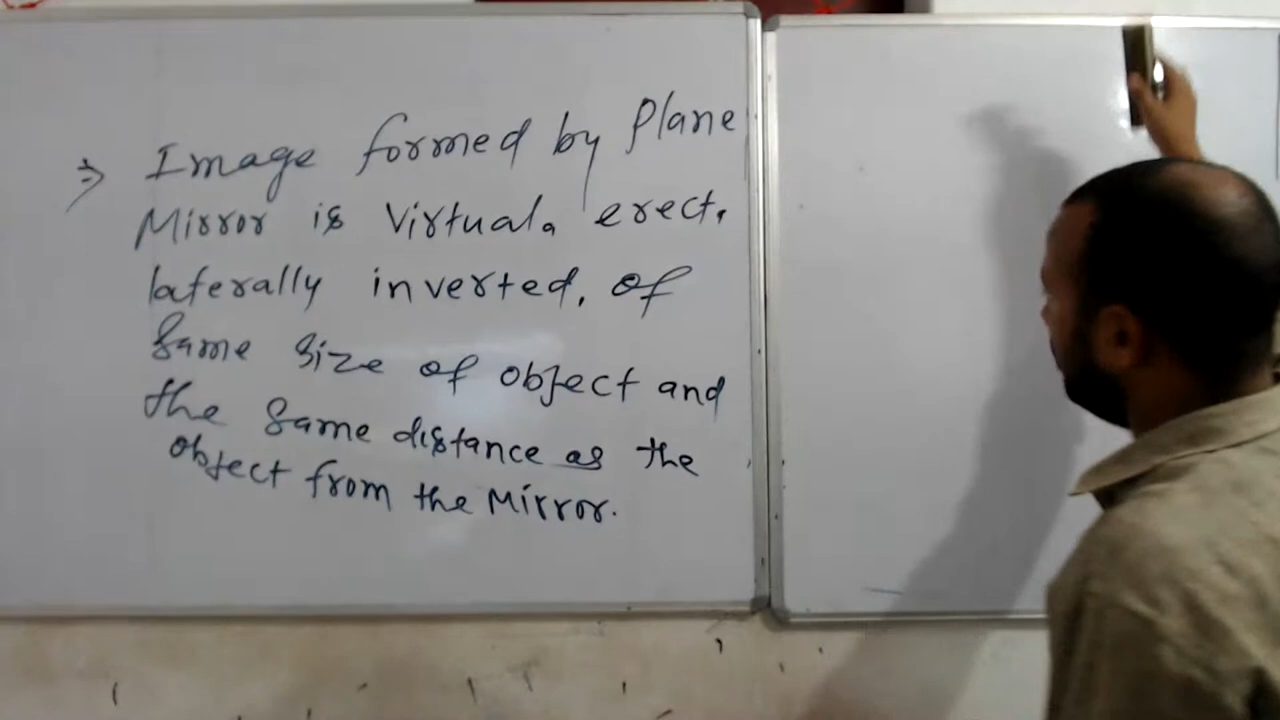 ⇒ Image formed by Plane
Mirror is Virtual, erect,
laterally inverted, of
same size of object and
the same distance as the
object from the Mirror.